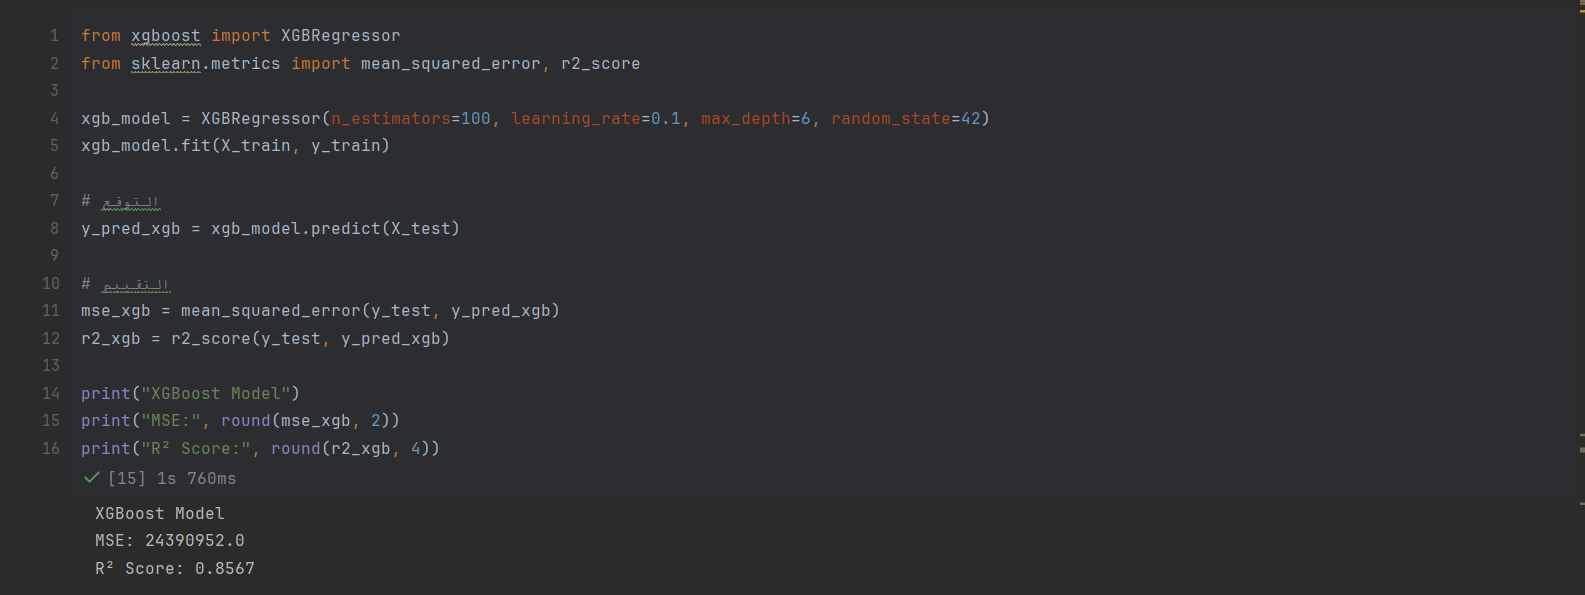 1 from xgboost import XGBRegressor
2 from sklearn.metrics import mean_squared_error, r2_score
3
4 xgb_model = XGBRegressor(n_estimators=100, learning_rate=0.1, max_depth=6, random_state=42)
5 xgb_model.fit(X_train, y_train)
6
7 # التوقع
8 y_pred_xgb = xgb_model.predict(X_test)
9
10 # التقييم
11 mse_xgb = mean_squared_error(y_test, y_pred_xgb)
12 r2_xgb = r2_score(y_test, y_pred_xgb)
13
14 print("XGBoost Model")
15 print("MSE:", round(mse_xgb, 2))
16 print("R² Score:", round(r2_xgb, 4))
[15] 1s 760ms
XGBoost Model
MSE: 24390952.0
R² Score: 0.8567